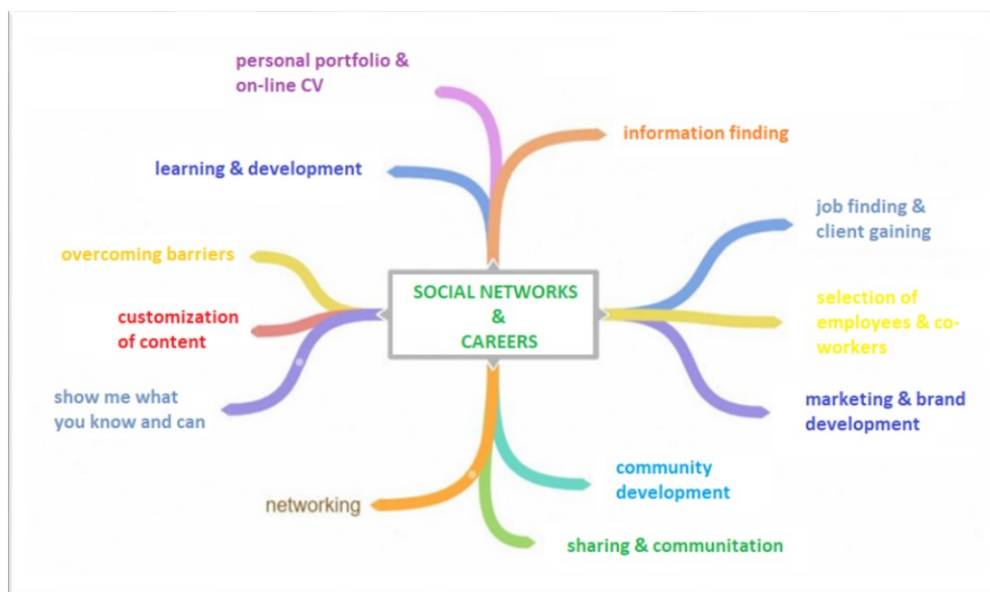 personal portfolio &
on-line CV
information finding
learning & development
job finding &
client gaining
overcoming barriers
SOCIAL NETWORKS
&
CAREERS
selection of
employees & co-
workers
customization
of content
show me what
you know and can
marketing & brand
development
community
development
networking
sharing & communitation